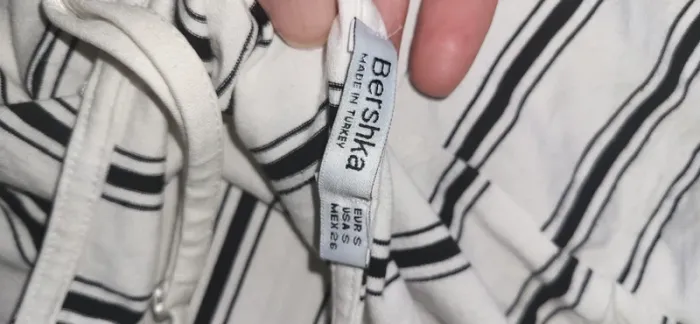 Bershka
MADE IN TURKEY
EUR S
USA S
MEX 26